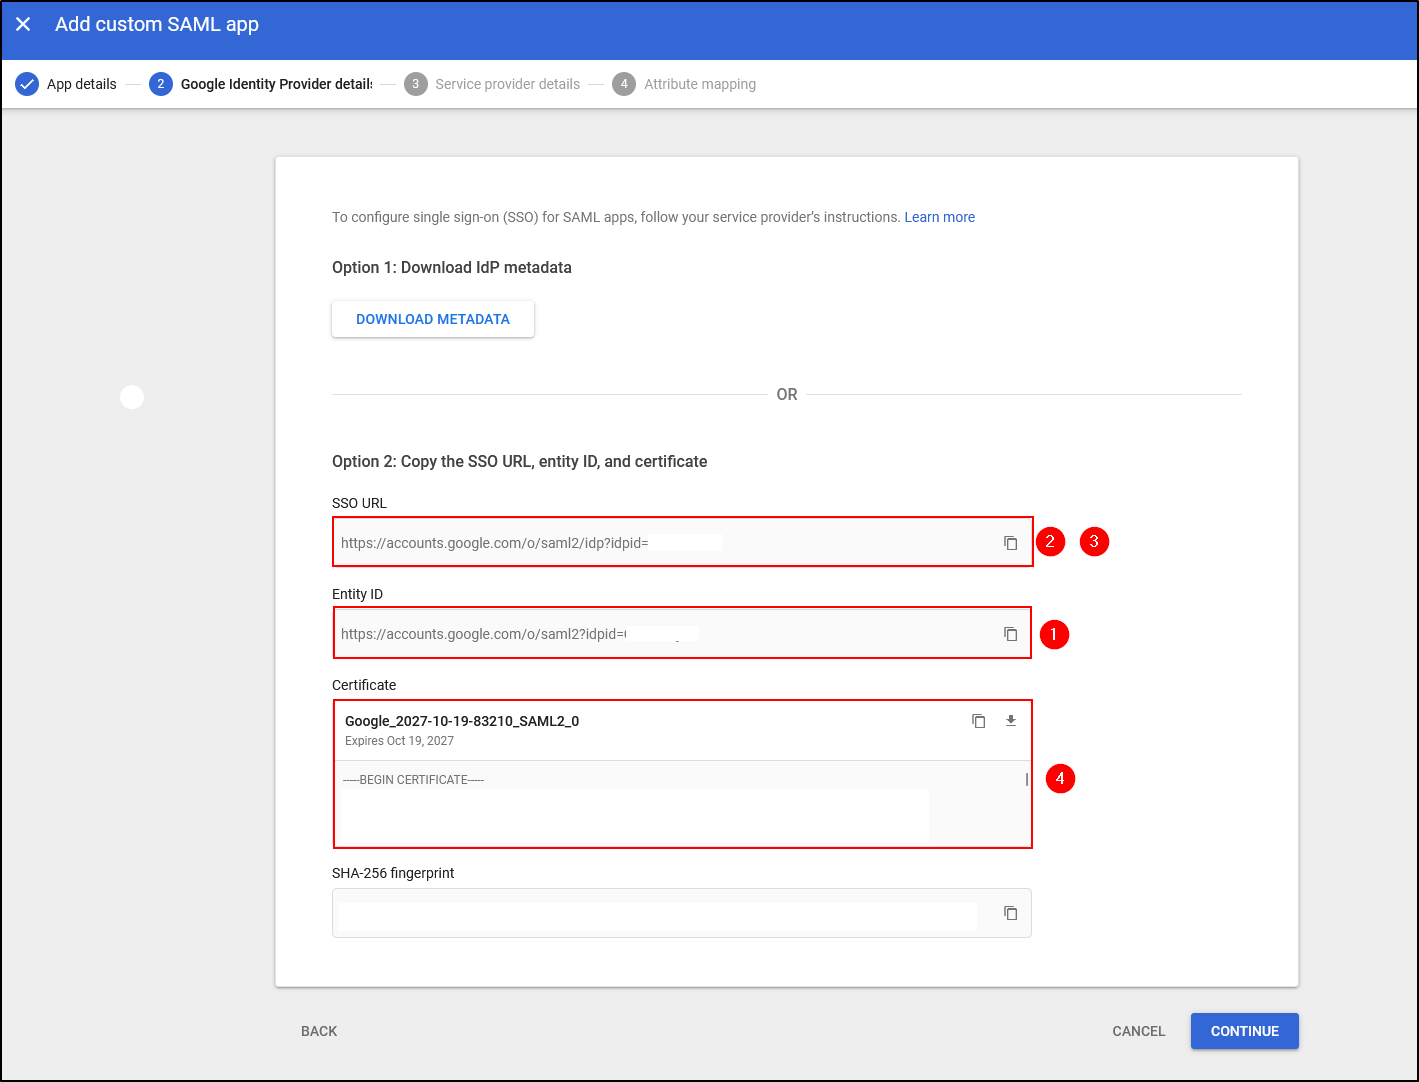 Add custom SAML app
App details
2 Google Identity Provider details
3 Service provider details
4 Attribute mapping
To configure single sign-on (SSO) for SAML apps, follow your service provider’s instructions. Learn more
Option 1: Download IdP metadata
DOWNLOAD METADATA
OR
Option 2: Copy the SSO URL, entity ID, and certificate
SSO URL
https://accounts.google.com/o/saml2/idp?idpid=
2 3
Entity ID
https://accounts.google.com/o/saml2?idpid=
1
Certificate
Google_2027-10-19-83210_SAML2_0
Expires Oct 19, 2027
-----BEGIN CERTIFICATE-----
4
SHA-256 fingerprint
BACK
CANCEL
CONTINUE